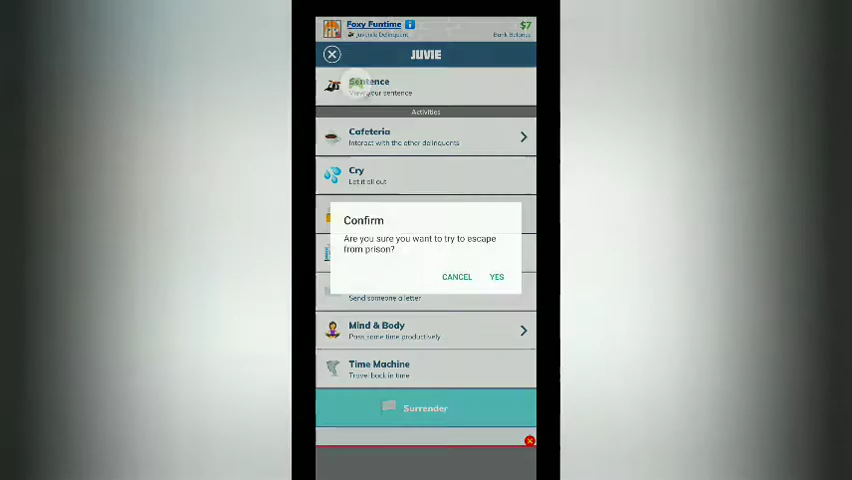 Foxy Funtime
$7
Juvenile Delinquent
Bank Balance
JUVIE
Sentence
View your sentence
Activities
Cafeteria
Interact with the other delinquents
Cry
Let it all out
Confirm
Are you sure you want to try to escape
from prison?
CANCEL YES
Send someone a letter
Mind & Body
Pass some time productively
Time Machine
Travel back in time
Surrender